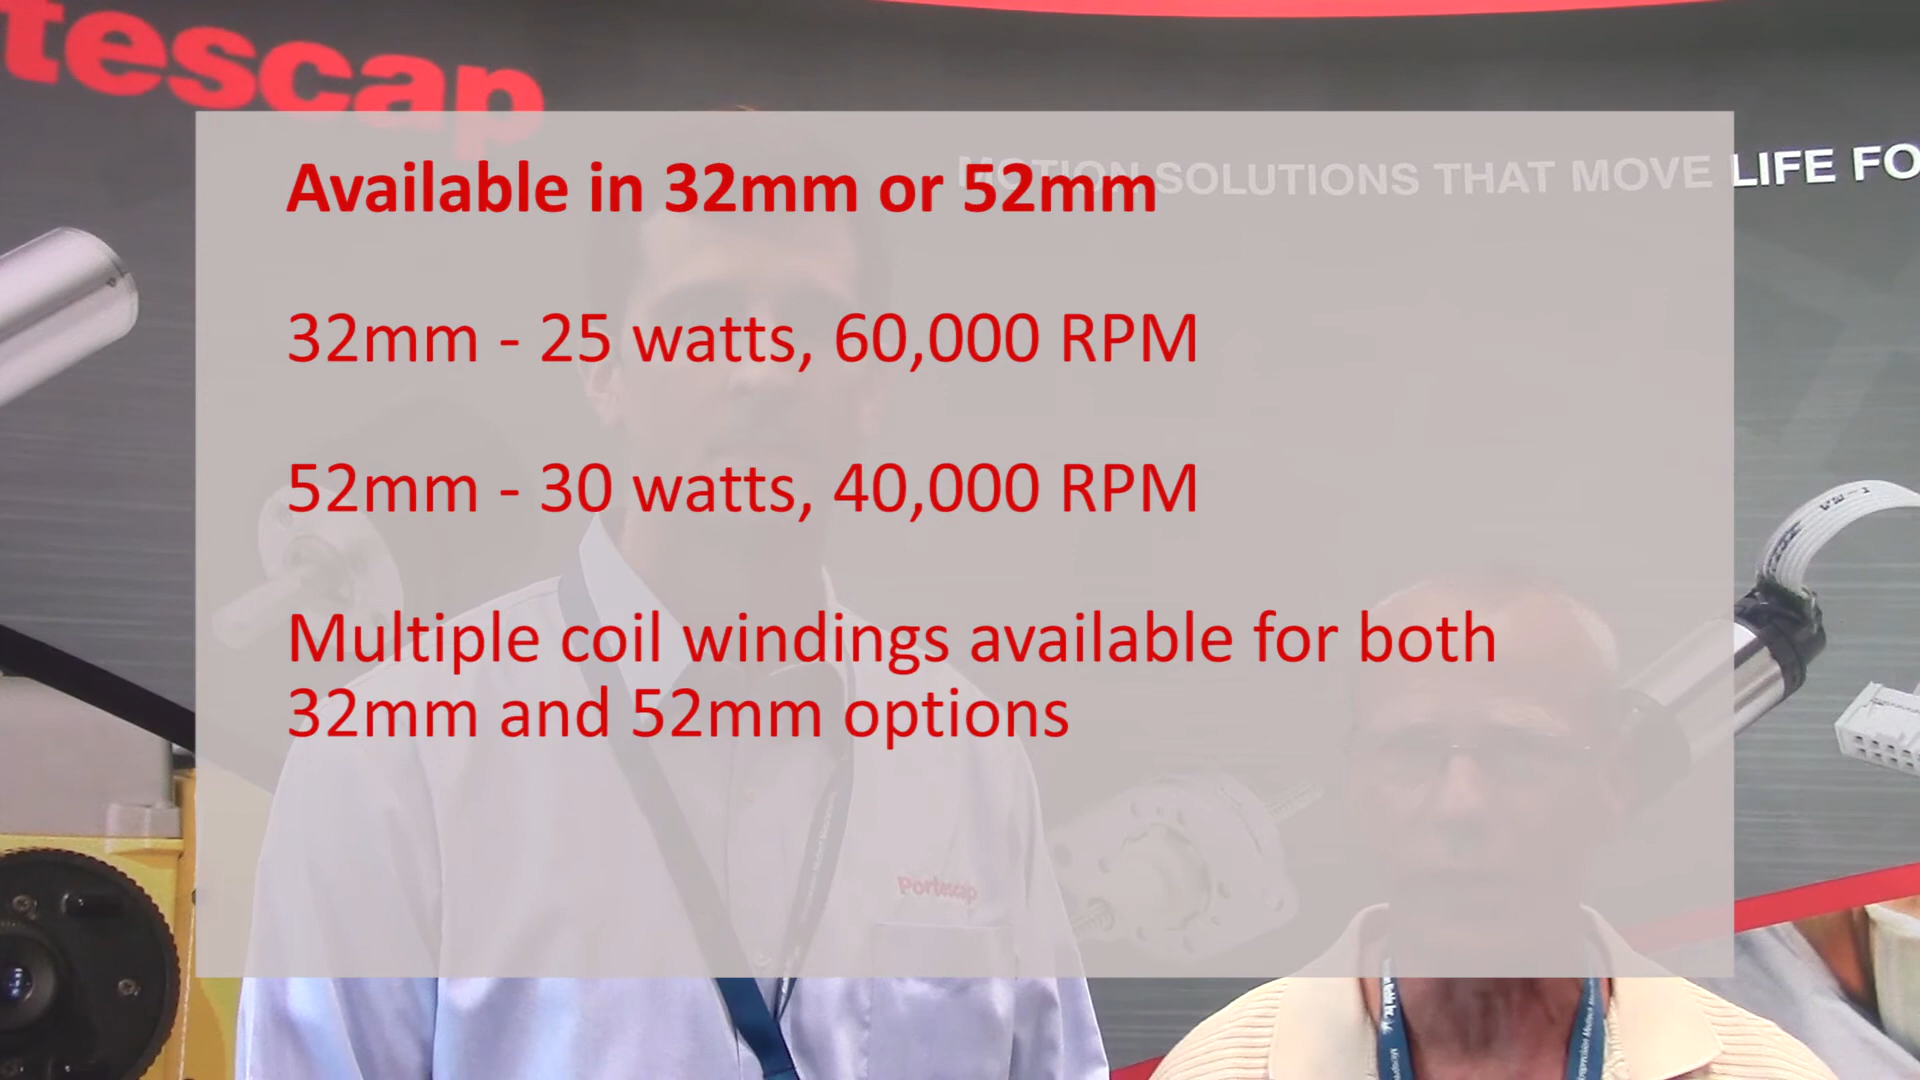 tescap
MOTION SOLUTIONS THAT MOVE LIFE FO
Available in 32mm or 52mm
32mm - 25 watts, 60,000 RPM
52mm - 30 watts, 40,000 RPM
Multiple coil windings available for both
32mm and 52mm options
Portescap